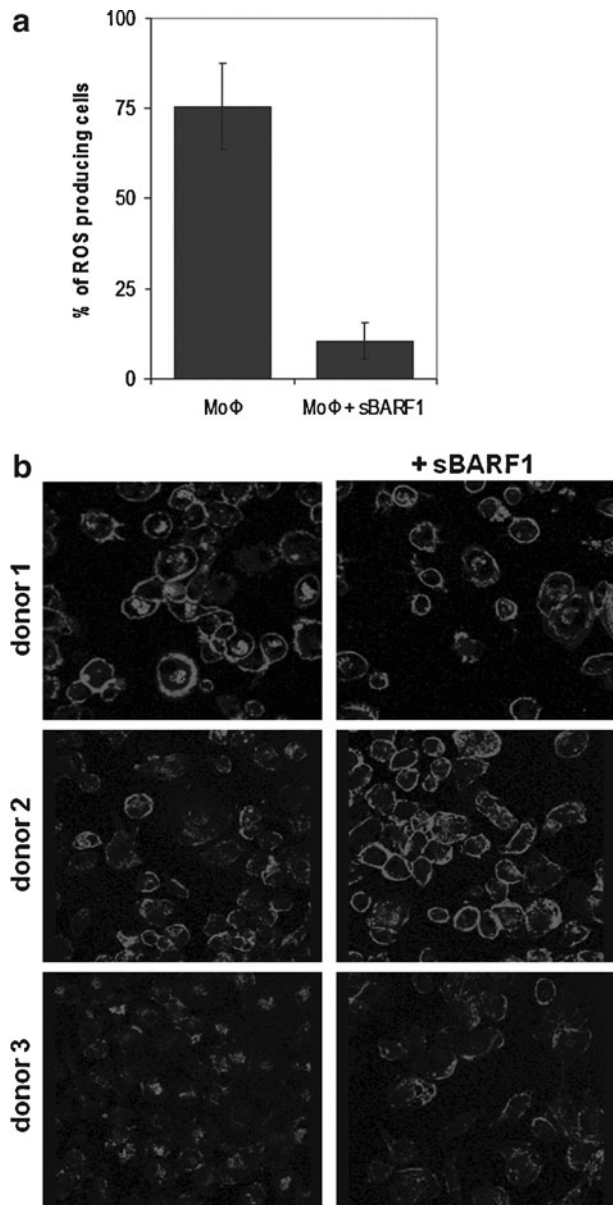 a
% of ROS producing cells
100
75
50
25
0
MoΦ
MoΦ + sBARF1
b
+ sBARF1
donor 1
donor 2
donor 3